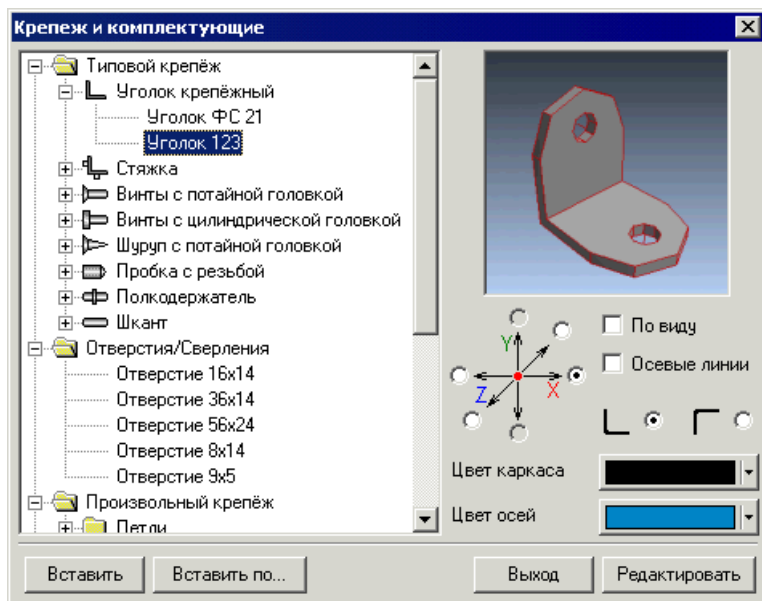 Крепеж и комплектующие
Типовой крепёж
Уголок крепёжный
Уголок ФС 21
Уголок 123
Стяжка
Винты с потайной головкой
Винты с цилиндрической головкой
Шуруп с потайной головкой
Пробка с резьбой
Полкодержатель
Шкант
Отверстия/Сверления
Отверстие 16x14
Отверстие 36x14
Отверстие 56x24
Отверстие 8x14
Отверстие 9x5
Произвольный крепёж
Петли
Y
Z
X
По виду
Осевые линии
Цвет каркаса
Цвет осей
Вставить
Вставить по...
Выход
Редактировать